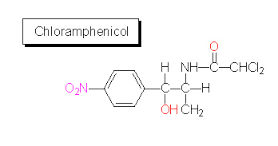 Chloramphenicol
O
H NH C CHCl2
O2N C C H
OH CH2